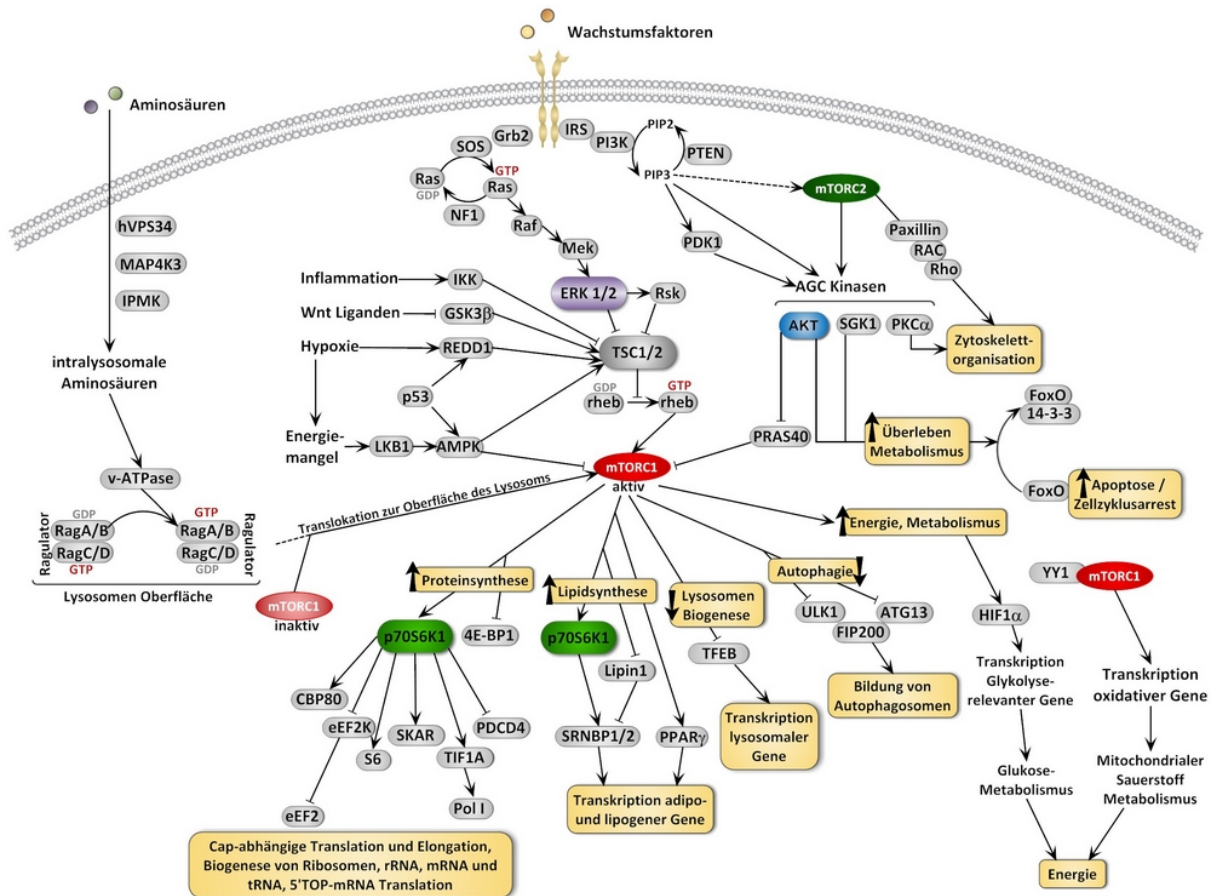 Wachstumsfaktoren
Aminosäuren
Grb2
IRS
PI3K
PIP2
PTEN
PIP3
SOS
Ras
GDP
GTP
Ras
NF1
Raf
Mek
mTORC2
Paxillin
RAC
Rho
PDK1
hVPS34
MAP4K3
IPMK
Inflammation
IKK
ERK 1/2
Rsk
AGC Kinasen
Wnt Liganden
GSK3β
AKT
SGK1
PKCα
Zytoskelett-
organisation
Hypoxie
REDD1
TSC1/2
intralysosomale
Aminosäuren
p53
GDP
rheb
GTP
rheb
FoxO
14-3-3
Energie-
mangel
LKB1
AMPK
PRAS40
Überleben
Metabolismus
mTORC1
aktiv
FoxO
Apoptose /
Zellzyklusarrest
v-ATPase
Translokation zur Oberfläche des Lysosoms
Ragulator
GDP
RagA/B
RagC/D
GTP
GTP
RagA/B
RagC/D
GDP
Ragulator
Lysosomen Oberfläche
mTORC1
inaktiv
Energie, Metabolismus
Proteinsynthese
Lipidsynthese
Lysosomen
Biogenese
Autophagie
YY1
mTORC1
p70S6K1
4E-BP1
p70S6K1
Lipin1
TFEB
ULK1
ATG13
FIP200
HIF1α
CBP80
eEF2K
S6
SKAR
TIF1A
PDCD4
SRNBP1/2
PPARγ
Transkription
lysosomaler
Gene
Bildung von
Autophagosomen
Transkription
Glykolyse-
relevanter Gene
Transkription
oxidativer Gene
eEF2
Pol I
Transkription adipo-
und lipogener Gene
Glukose-
Metabolismus
Mitochondrialer
Sauerstoff
Metabolismus
Cap-abhängige Translation und Elongation,
Biogenese von Ribosomen, rRNA, mRNA und
tRNA, 5'TOP-mRNA Translation
Energie